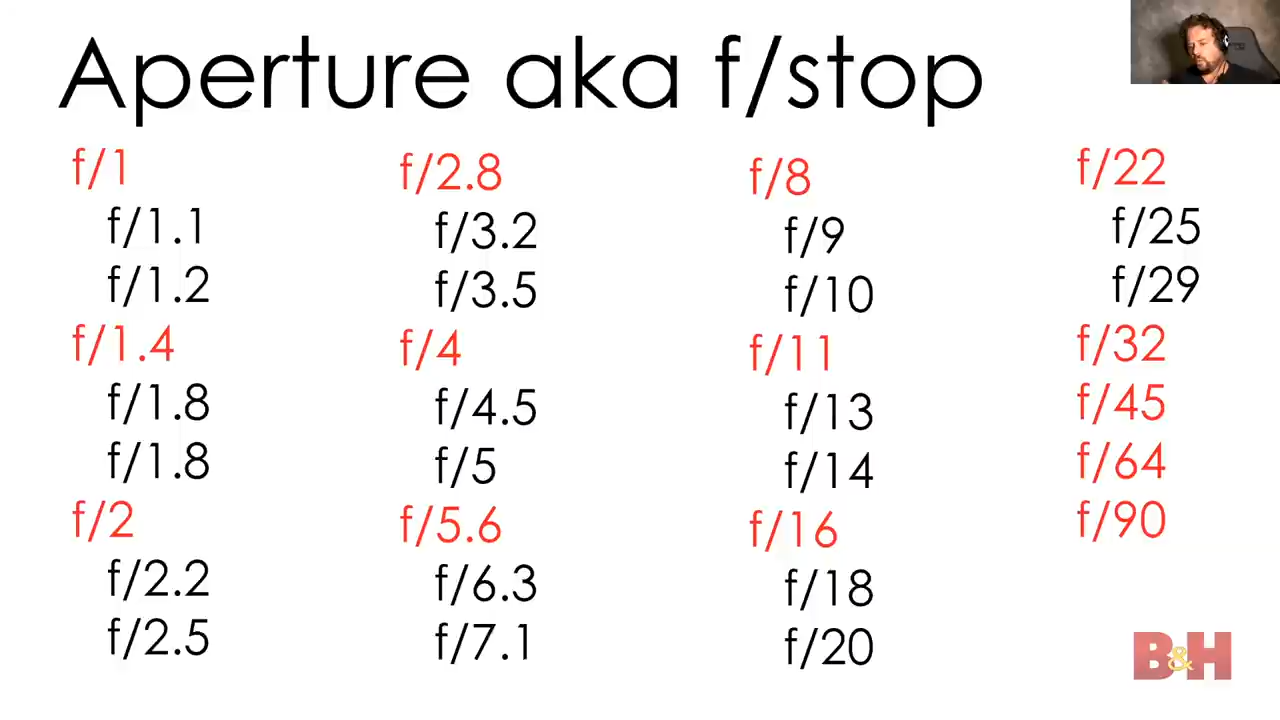 Aperture aka f/stop
f/1
f/1.1
f/1.2
f/1.4
f/1.8
f/1.8
f/2
f/2.2
f/2.5
f/2.8
f/3.2
f/3.5
f/4
f/4.5
f/5
f/5.6
f/6.3
f/7.1
f/8
f/9
f/10
f/11
f/13
f/14
f/16
f/18
f/20
f/22
f/25
f/29
f/32
f/45
f/64
f/90
B&H